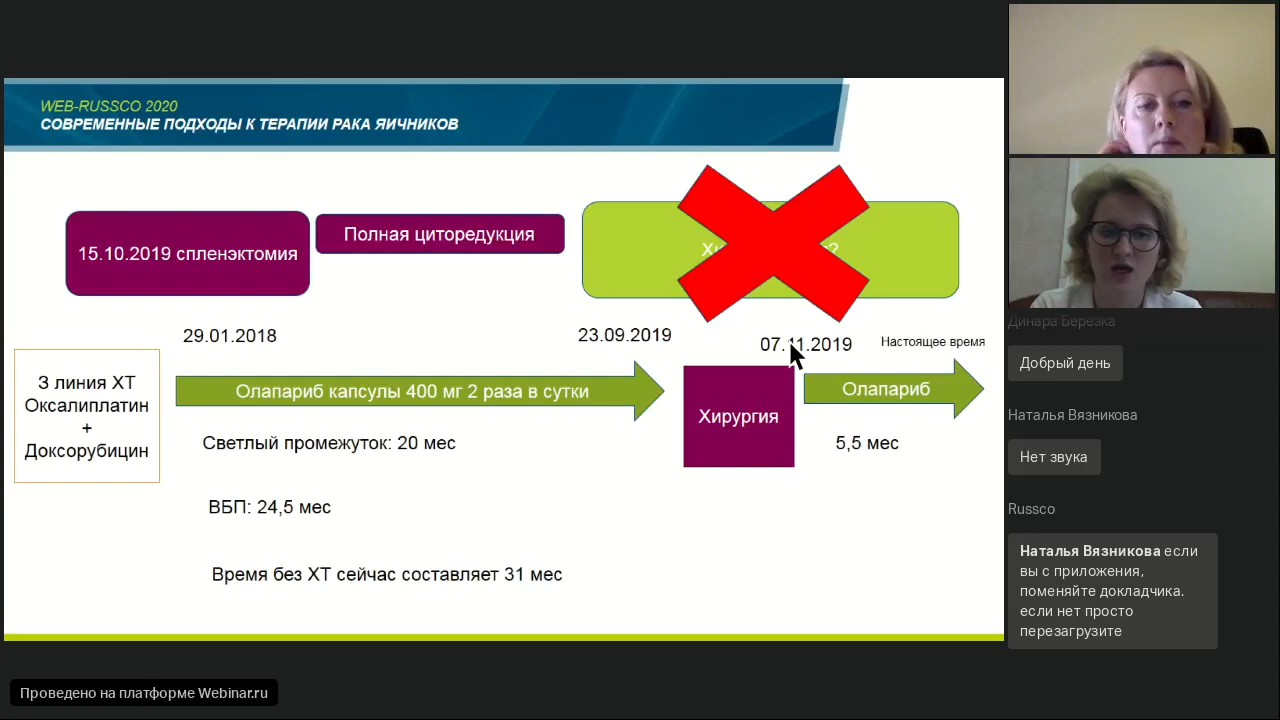 WEB-RUSSCO 2020
СОВРЕМЕННЫЕ ПОДХОДЫ К ТЕРАПИИ РАКА ЯИЧНИКОВ
15.10.2019 спленэктомия
Полная циторедукция
29.01.2018
23.09.2019
07.11.2019
Настоящее время
3 линия ХТ
Оксалиплатин
+
Доксорубицин
Олапариб капсулы 400 мг 2 раза в сутки
Хирургия
Олапариб
Светлый промежуток: 20 мес
5,5 мес
ВБП: 24,5 мес
Время без ХТ сейчас составляет 31 мес
Динара Березка
Добрый день
Наталья Вязникова
Нет звука
Russco
Наталья Вязникова если
вы с приложения,
поменяйте докладчика.
если нет просто
перезагрузите
Проведено на платформе Webinar.ru